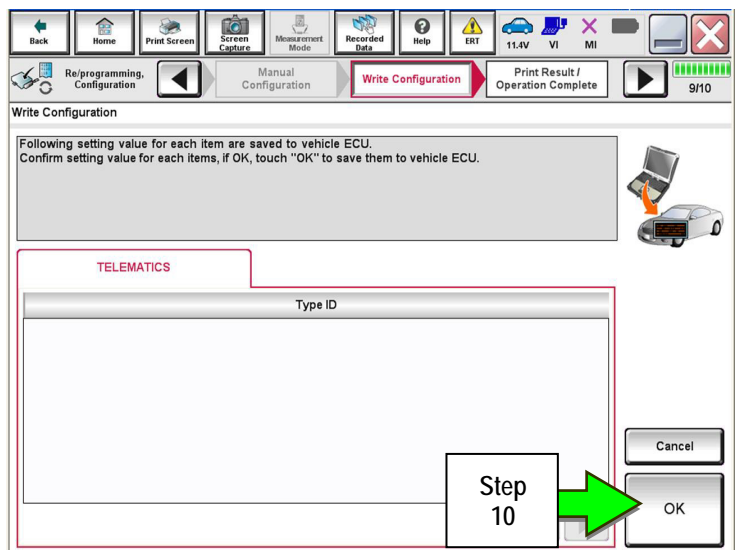 Back
Home
Print Screen
Screen
Capture
Measurement
Mode
Recorded
Data
Help
ERT
11.4V
VI
MI
Re/programming,
Configuration
Manual
Configuration
Write Configuration
Print Result /
Operation Complete
9/10
Write Configuration
Following setting value for each item are saved to vehicle ECU.
Confirm setting value for each items, if OK, touch "OK" to save them to vehicle ECU.
TELEMATICS
Type ID
Cancel
Step
10
OK